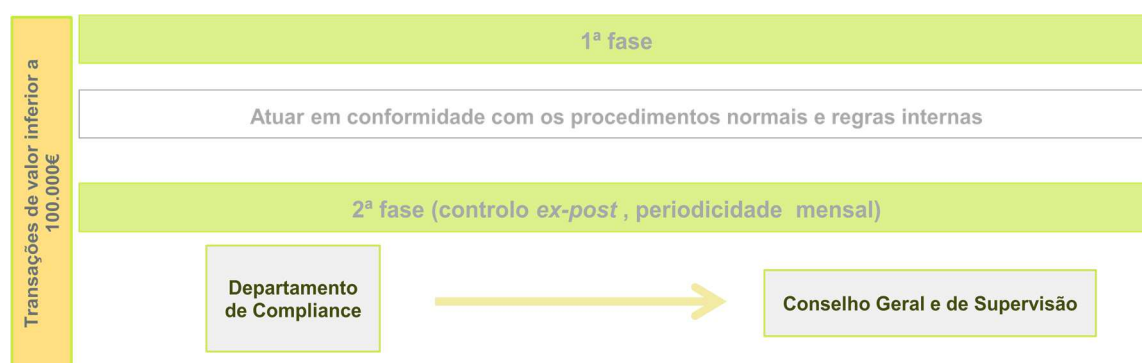 Transações de valor inferior a
100.000€
1ª fase
Atuar em conformidade com os procedimentos normais e regras internas
2ª fase (controlo ex-post , periodicidade mensal)
Departamento
de Compliance
Conselho Geral e de Supervisão